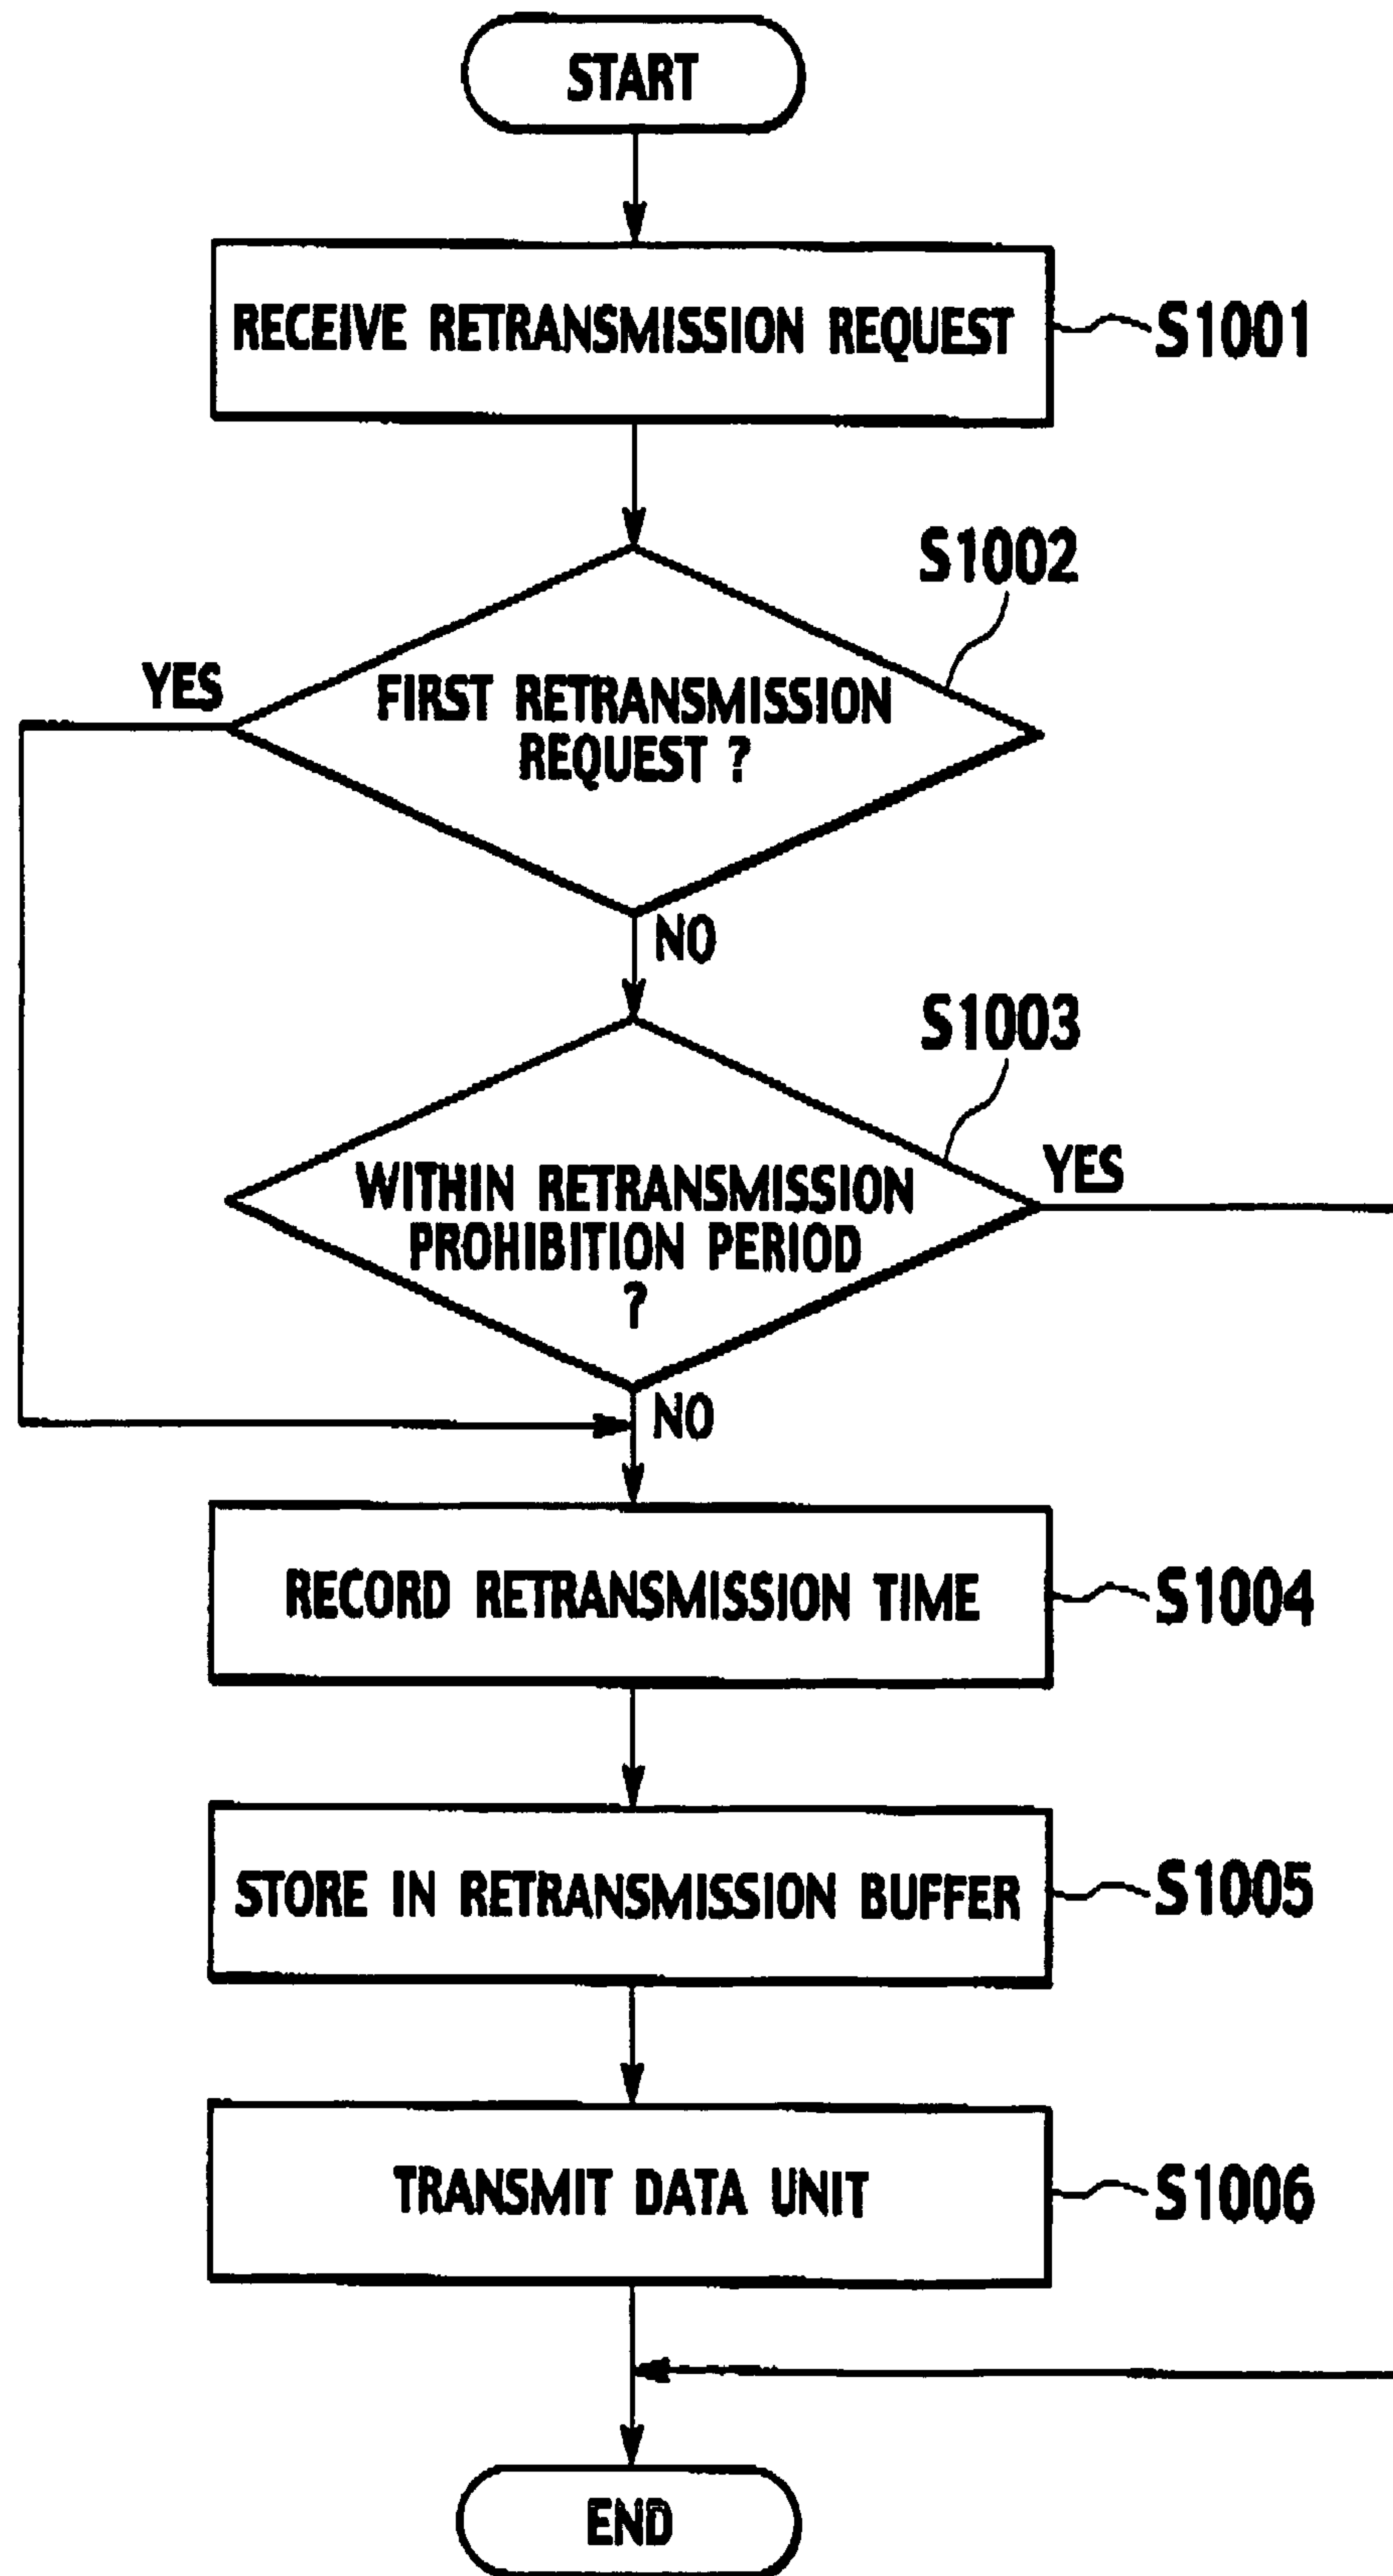 START
RECEIVE RETRANSMISSION REQUEST
S1001
S1002
YES
FIRST RETRANSMISSION
REQUEST ?
NO
S1003
YES
WITHIN RETRANSMISSION
PROHIBITION PERIOD
?
NO
RECORD RETRANSMISSION TIME
S1004
STORE IN RETRANSMISSION BUFFER
S1005
TRANSMIT DATA UNIT
S1006
END